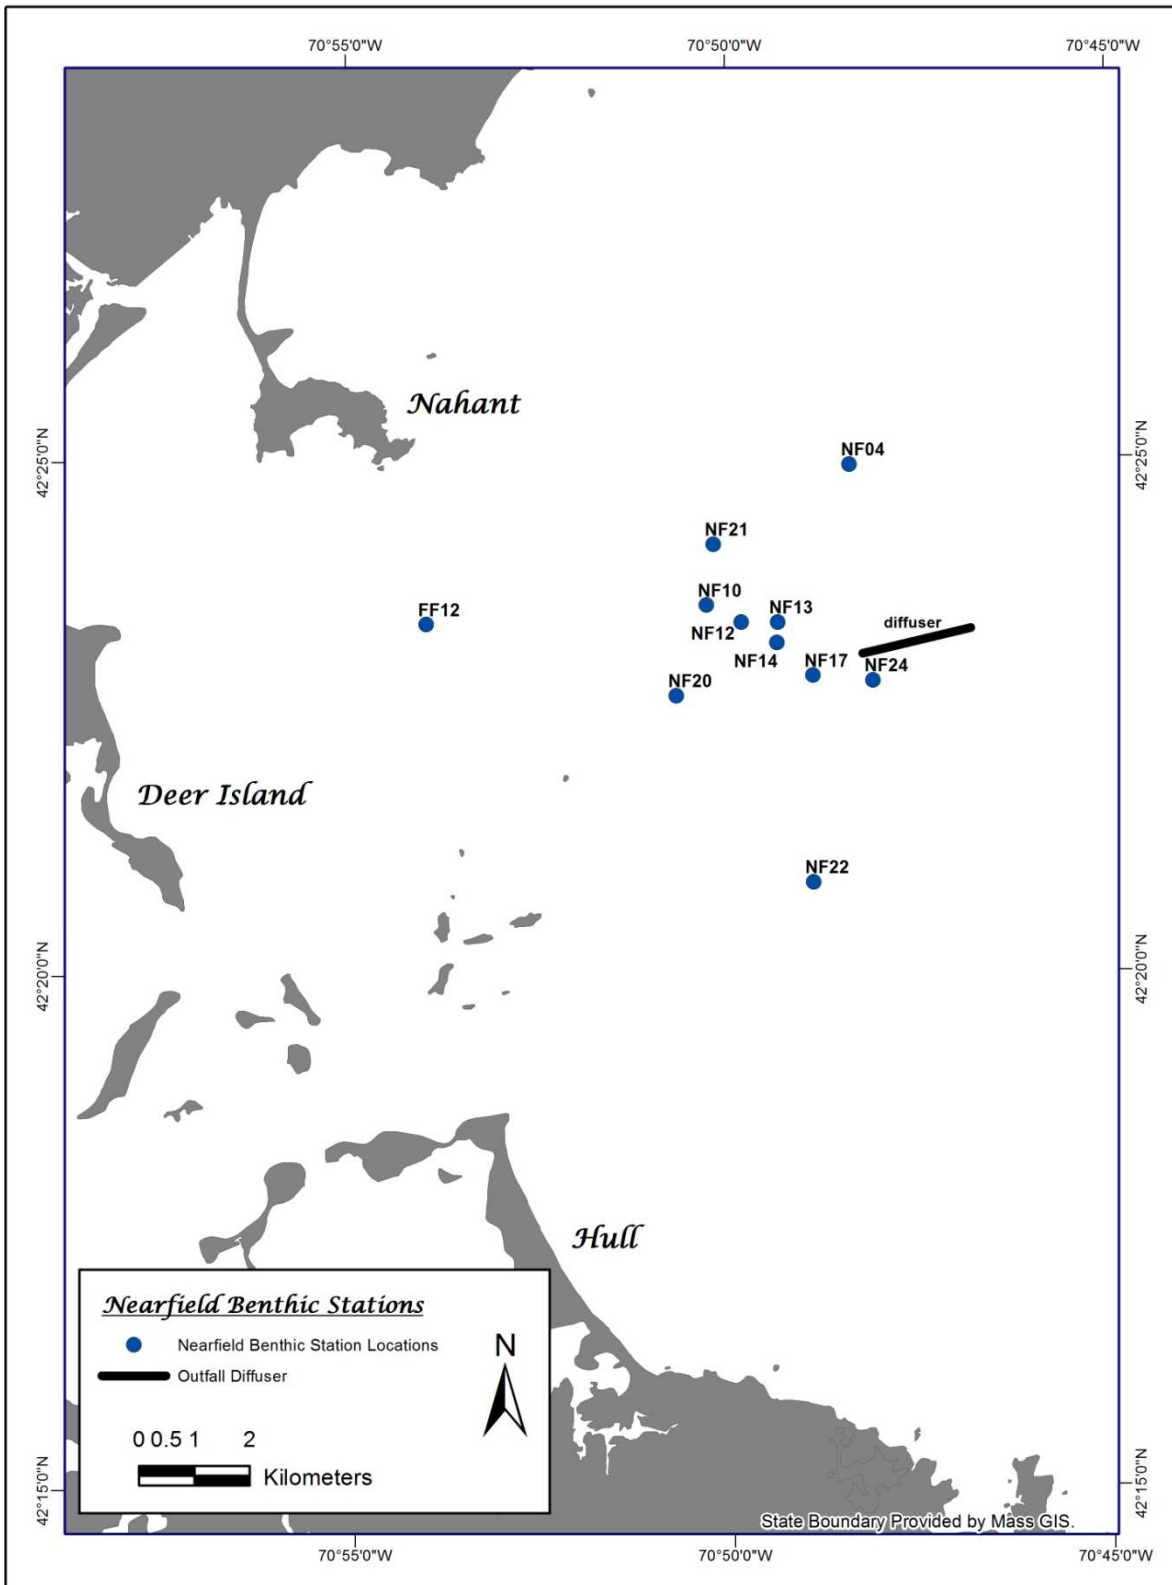 70°55'0"W
70°50'0"W
70°45'0"W
Nahant
42°25'0"N
42°25'0"N
NF04
NF21
NF10
NF13
FF12
NF12
diffuser
NF14
NF17
NF24
NF20
Deer Island
NF22
42°20'0"N
42°20'0"N
Hull
Nearfield Benthic Stations
Nearfield Benthic Station Locations
Outfall Diffuser
N
0 0.5 1 2
Kilometers
42°15'0"N
42°15'0"N
State Boundary Provided by Mass GIS.
70°55'0"W
70°50'0"W
70°45'0"W